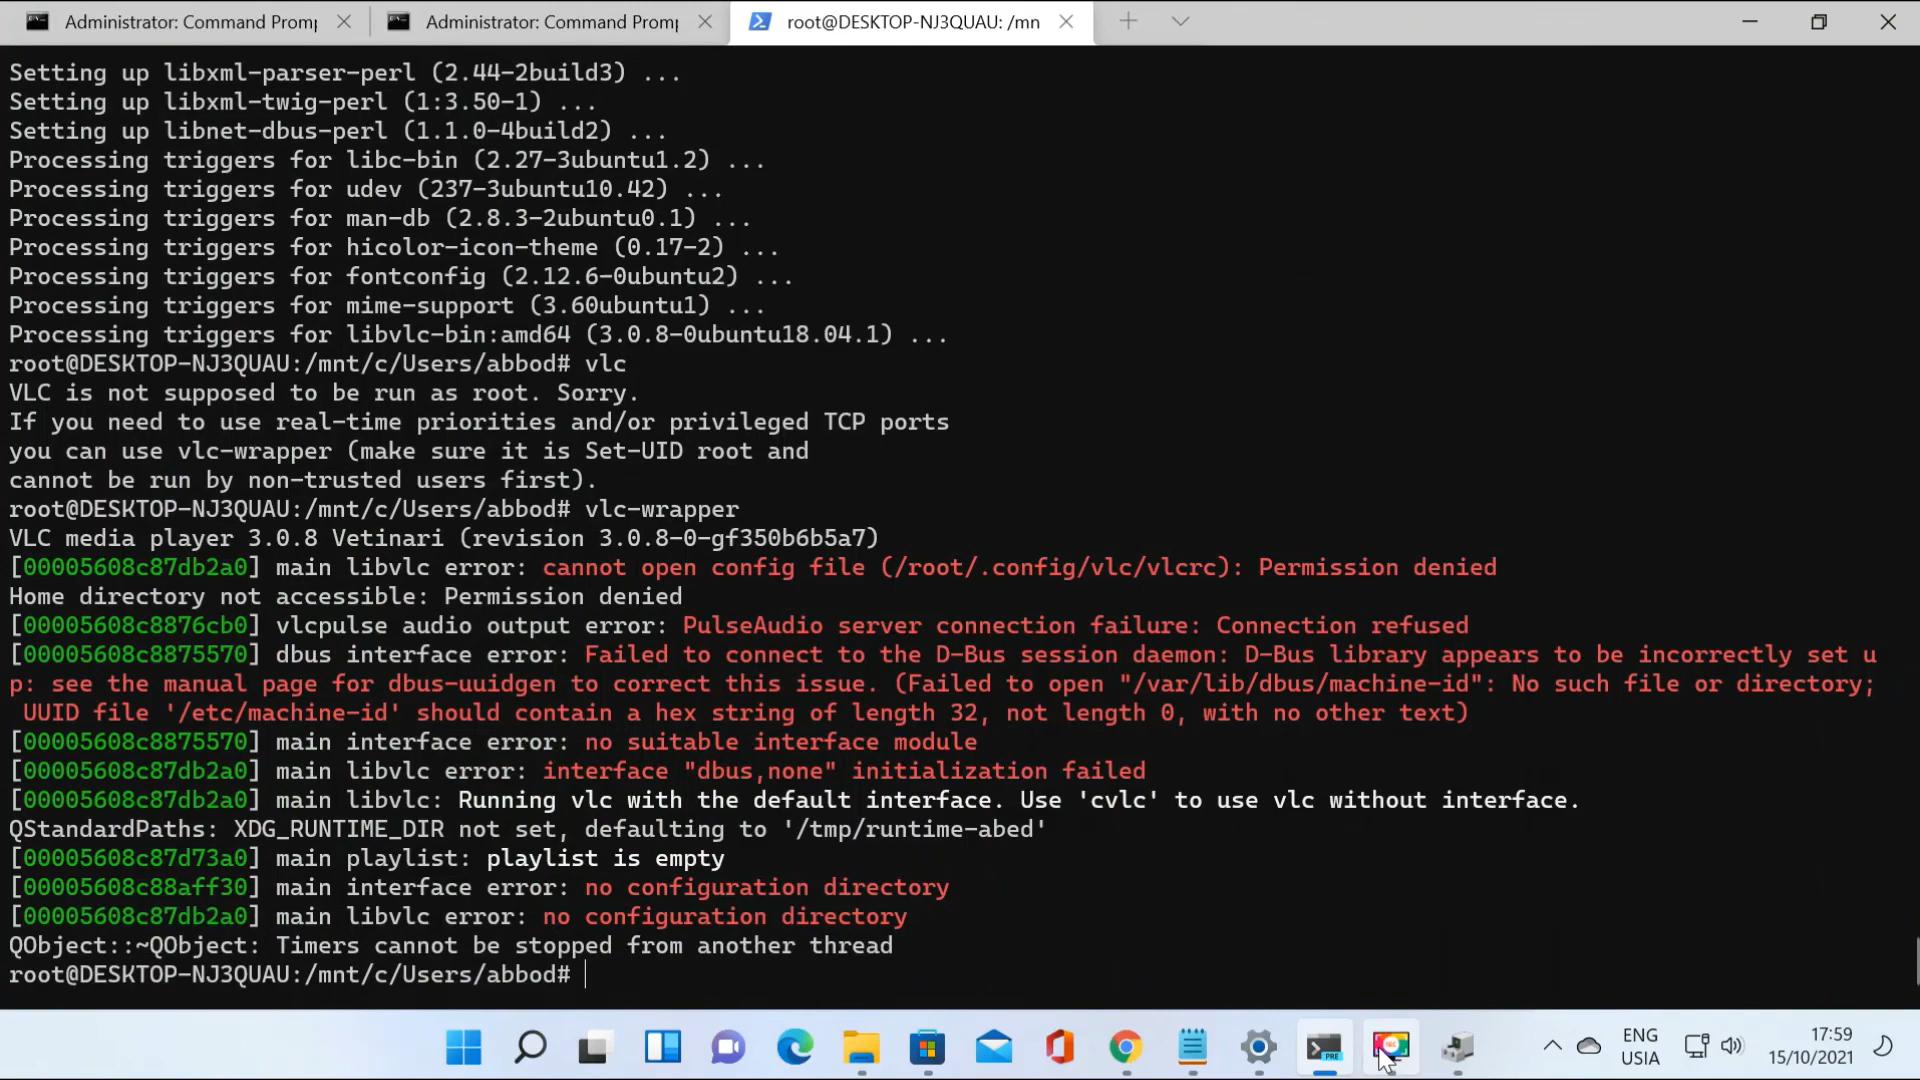 Administrator: Command Promp
Administrator: Command Promp
root@DESKTOP-NJ3QUAU: /mn
Setting up libxml-parser-perl (2.44-2build3) ...
Setting up libxml-twig-perl (1:3.50-1) ...
Setting up libnet-dbus-perl (1.1.0-4build2) ...
Processing triggers for libc-bin (2.27-3ubuntu1.2) ...
Processing triggers for udev (237-3ubuntu10.42) ...
Processing triggers for man-db (2.8.3-2ubuntu0.1) ...
Processing triggers for hicolor-icon-theme (0.17-2) ...
Processing triggers for fontconfig (2.12.6-0ubuntu2) ...
Processing triggers for mime-support (3.60ubuntu1) ...
Processing triggers for libvlc-bin:amd64 (3.0.8-0ubuntu18.04.1) ...
root@DESKTOP-NJ3QUAU:/mnt/c/Users/abbod# vlc
VLC is not supposed to be run as root. Sorry.
If you need to use real-time priorities and/or privileged TCP ports
you can use vlc-wrapper (make sure it is Set-UID root and
cannot be run by non-trusted users first).
root@DESKTOP-NJ3QUAU:/mnt/c/Users/abbod# vlc-wrapper
VLC media player 3.0.8 Vetinari (revision 3.0.8-0-gf350b6b5a7)
[00005608c87db2a0] main libvlc error: cannot open config file (/root/.config/vlc/vlcrc): Permission denied
Home directory not accessible: Permission denied
[00005608c8876cb0] vlcpulse audio output error: PulseAudio server connection failure: Connection refused
[00005608c8875570] dbus interface error: Failed to connect to the D-Bus session daemon: D-Bus library appears to be incorrectly set u
p: see the manual page for dbus-uuidgen to correct this issue. (Failed to open "/var/lib/dbus/machine-id": No such file or directory;
UUID file '/etc/machine-id' should contain a hex string of length 32, not length 0, with no other text)
[00005608c8875570] main interface error: no suitable interface module
[00005608c87db2a0] main libvlc error: interface "dbus,none" initialization failed
[00005608c87db2a0] main libvlc: Running vlc with the default interface. Use 'cvlc' to use vlc without interface.
QStandardPaths: XDG_RUNTIME_DIR not set, defaulting to '/tmp/runtime-abed'
[00005608c87d73a0] main playlist: playlist is empty
[00005608c88aff30] main interface error: no configuration directory
[00005608c87db2a0] main libvlc error: no configuration directory
QObject::~QObject: Timers cannot be stopped from another thread
root@DESKTOP-NJ3QUAU:/mnt/c/Users/abbod#
PRE
REC
ENG
USIA
17:59
15/10/2021